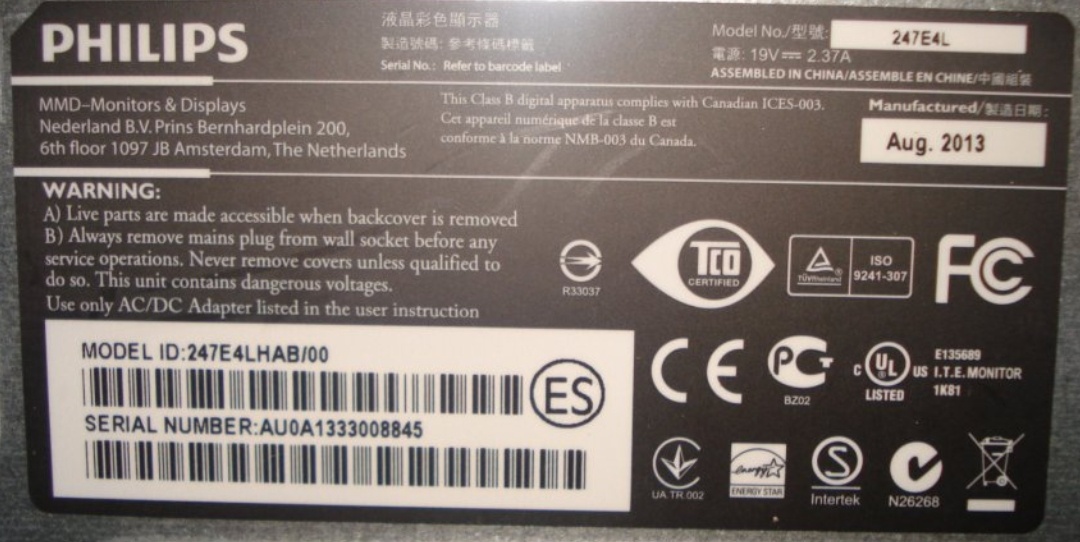 PHILIPS
液晶彩色顯示器
製造號碼: 參考條碼標籤
Serial No.: Refer to barcode label
Model No./型號: 247E4L
電源: 19V⎓ 2.37A
ASSEMBLED IN CHINA/ASSEMBLE EN CHINE/中國組裝
MMD-Monitors & Displays
Nederland B.V. Prins Bernhardplein 200,
6th floor 1097 JB Amsterdam, The Netherlands
This Class B digital apparatus complies with Canadian ICES-003.
Cet appareil numérique de la classe B est
conforme à la norme NMB-003 du Canada.
Manufactured/製造日期:
Aug. 2013
WARNING:
A) Live parts are made accessible when backcover is removed
B) Always remove mains plug from wall socket before any
service operations. Never remove covers unless qualified to
do so. This unit contains dangerous voltages.
Use only AC/DC Adapter listed in the user instruction
R33037
TCO
CERTIFIED
TÜVRheinland
ISO
9241-307
FC
MODEL ID:247E4LHAB/00
SERIAL NUMBER:AU0A1333008845
ES
CE
PCT
BZ02
C UL US
LISTED
E135689
I.T.E. MONITOR
1K81
UA.TR.002
energy
ENERGY STAR
S
Intertek
N26268